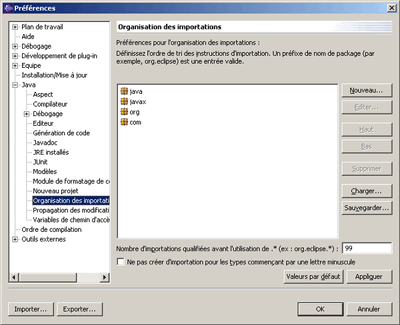 Préférences
Plan de travail
Aide
Débogage
Développement de plug-in
Equipe
Installation/Mise à jour
Java
Aspect
Compilateur
Débogage
Editeur
Génération de code
Javadoc
JRE installés
JUnit
Modèles
Module de formatage de co
Nouveau projet
Organisation des importati
Propagation des modificati
Variables de chemin d'accè
Ordre de compilation
Outils externes
Organisation des importations
Préférences pour l'organisation des importations :
Définissez l'ordre de tri des instructions d'importation. Un préfixe de nom de package (par
exemple, org.eclipse) est une entrée valide.
java
javax
org
com
Nouveau...
Editer...
Haut
Bas
Supprimer
Charger...
Sauvegarder...
Nombre d'importations qualifiées avant l'utilisation de .* (ex : org.eclipse.*) : 99
Ne pas créer d'importation pour les types commençant par une lettre minuscule
Valeurs par défaut
Appliquer
Importer...
Exporter...
OK
Annuler